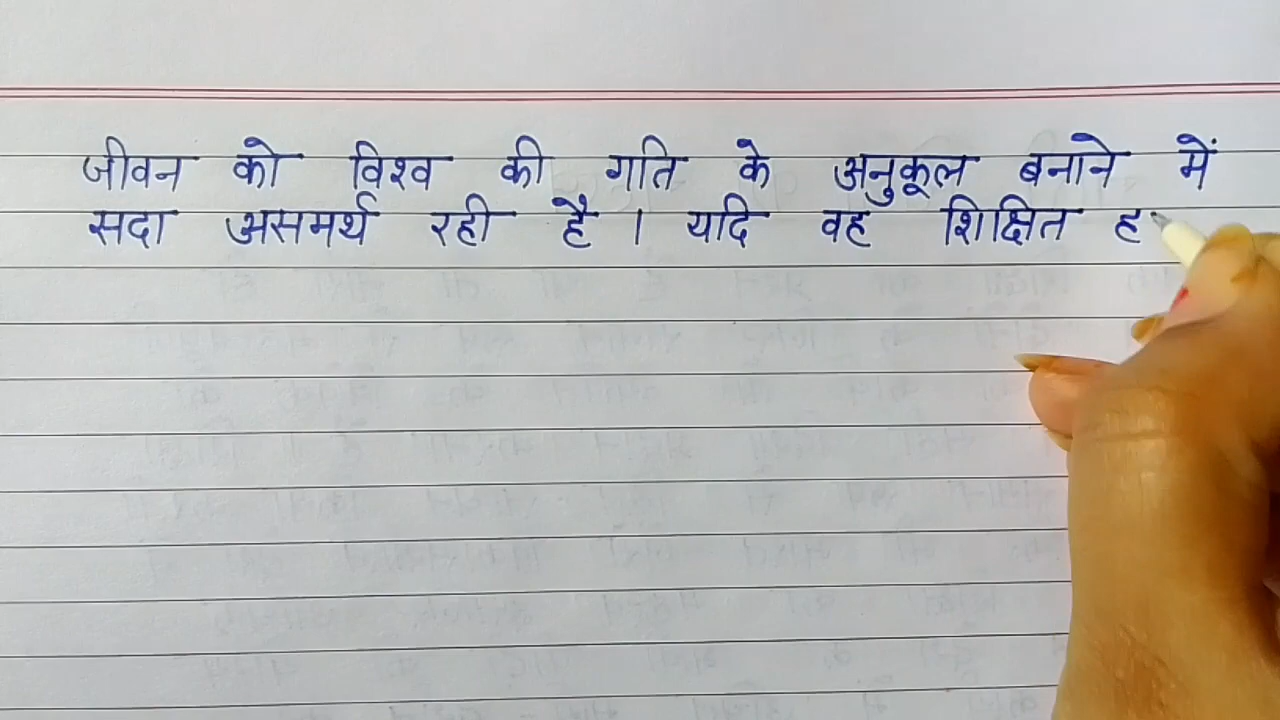 जीवन को विश्व की गति के अनुकूल बनाने में
सदा असमर्थ रही है । यदि वह शिक्षित ह